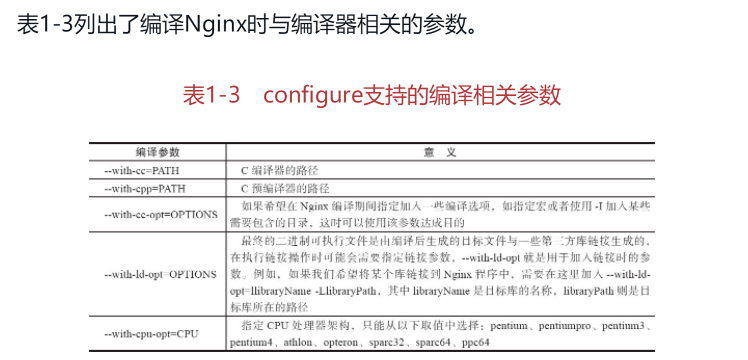 表1-3列出了编译Nginx时与编译器相关的参数。
表1-3 configure支持的编译相关参数
编译参数 意 义
--with-cc=PATH C 编译器的路径
--with-cpp=PATH C 预编译器的路径
--with-cc-opt=OPTIONS 如果希望在 Nginx 编译期间指定加入一些编译选项，如指定宏或者使用 -I 加入某些
需要包含的目录，这时可以使用该参数达成目的
--with-ld-opt=OPTIONS 最终的二进制可执行文件是由编译后生成的目标文件与一些第三方库链接生成的，
在执行链接操作时可能会需要指定链接参数，--with-ld-opt 就是用于加入链接时的参
数。例如，如果我们希望将某个库链接到 Nginx 程序中，需要在这里加入 --with-ld-
opt=llibraryName -LlibraryPath，其中 libraryName 是目标库的名称，libraryPath 则是目
标库所在的路径
--with-cpu-opt=CPU 指定 CPU 处理器架构，只能从以下取值中选择：pentium、pentiumpro、pentium3、
pentium4、athlon、opteron、sparc32、sparc64、ppc64